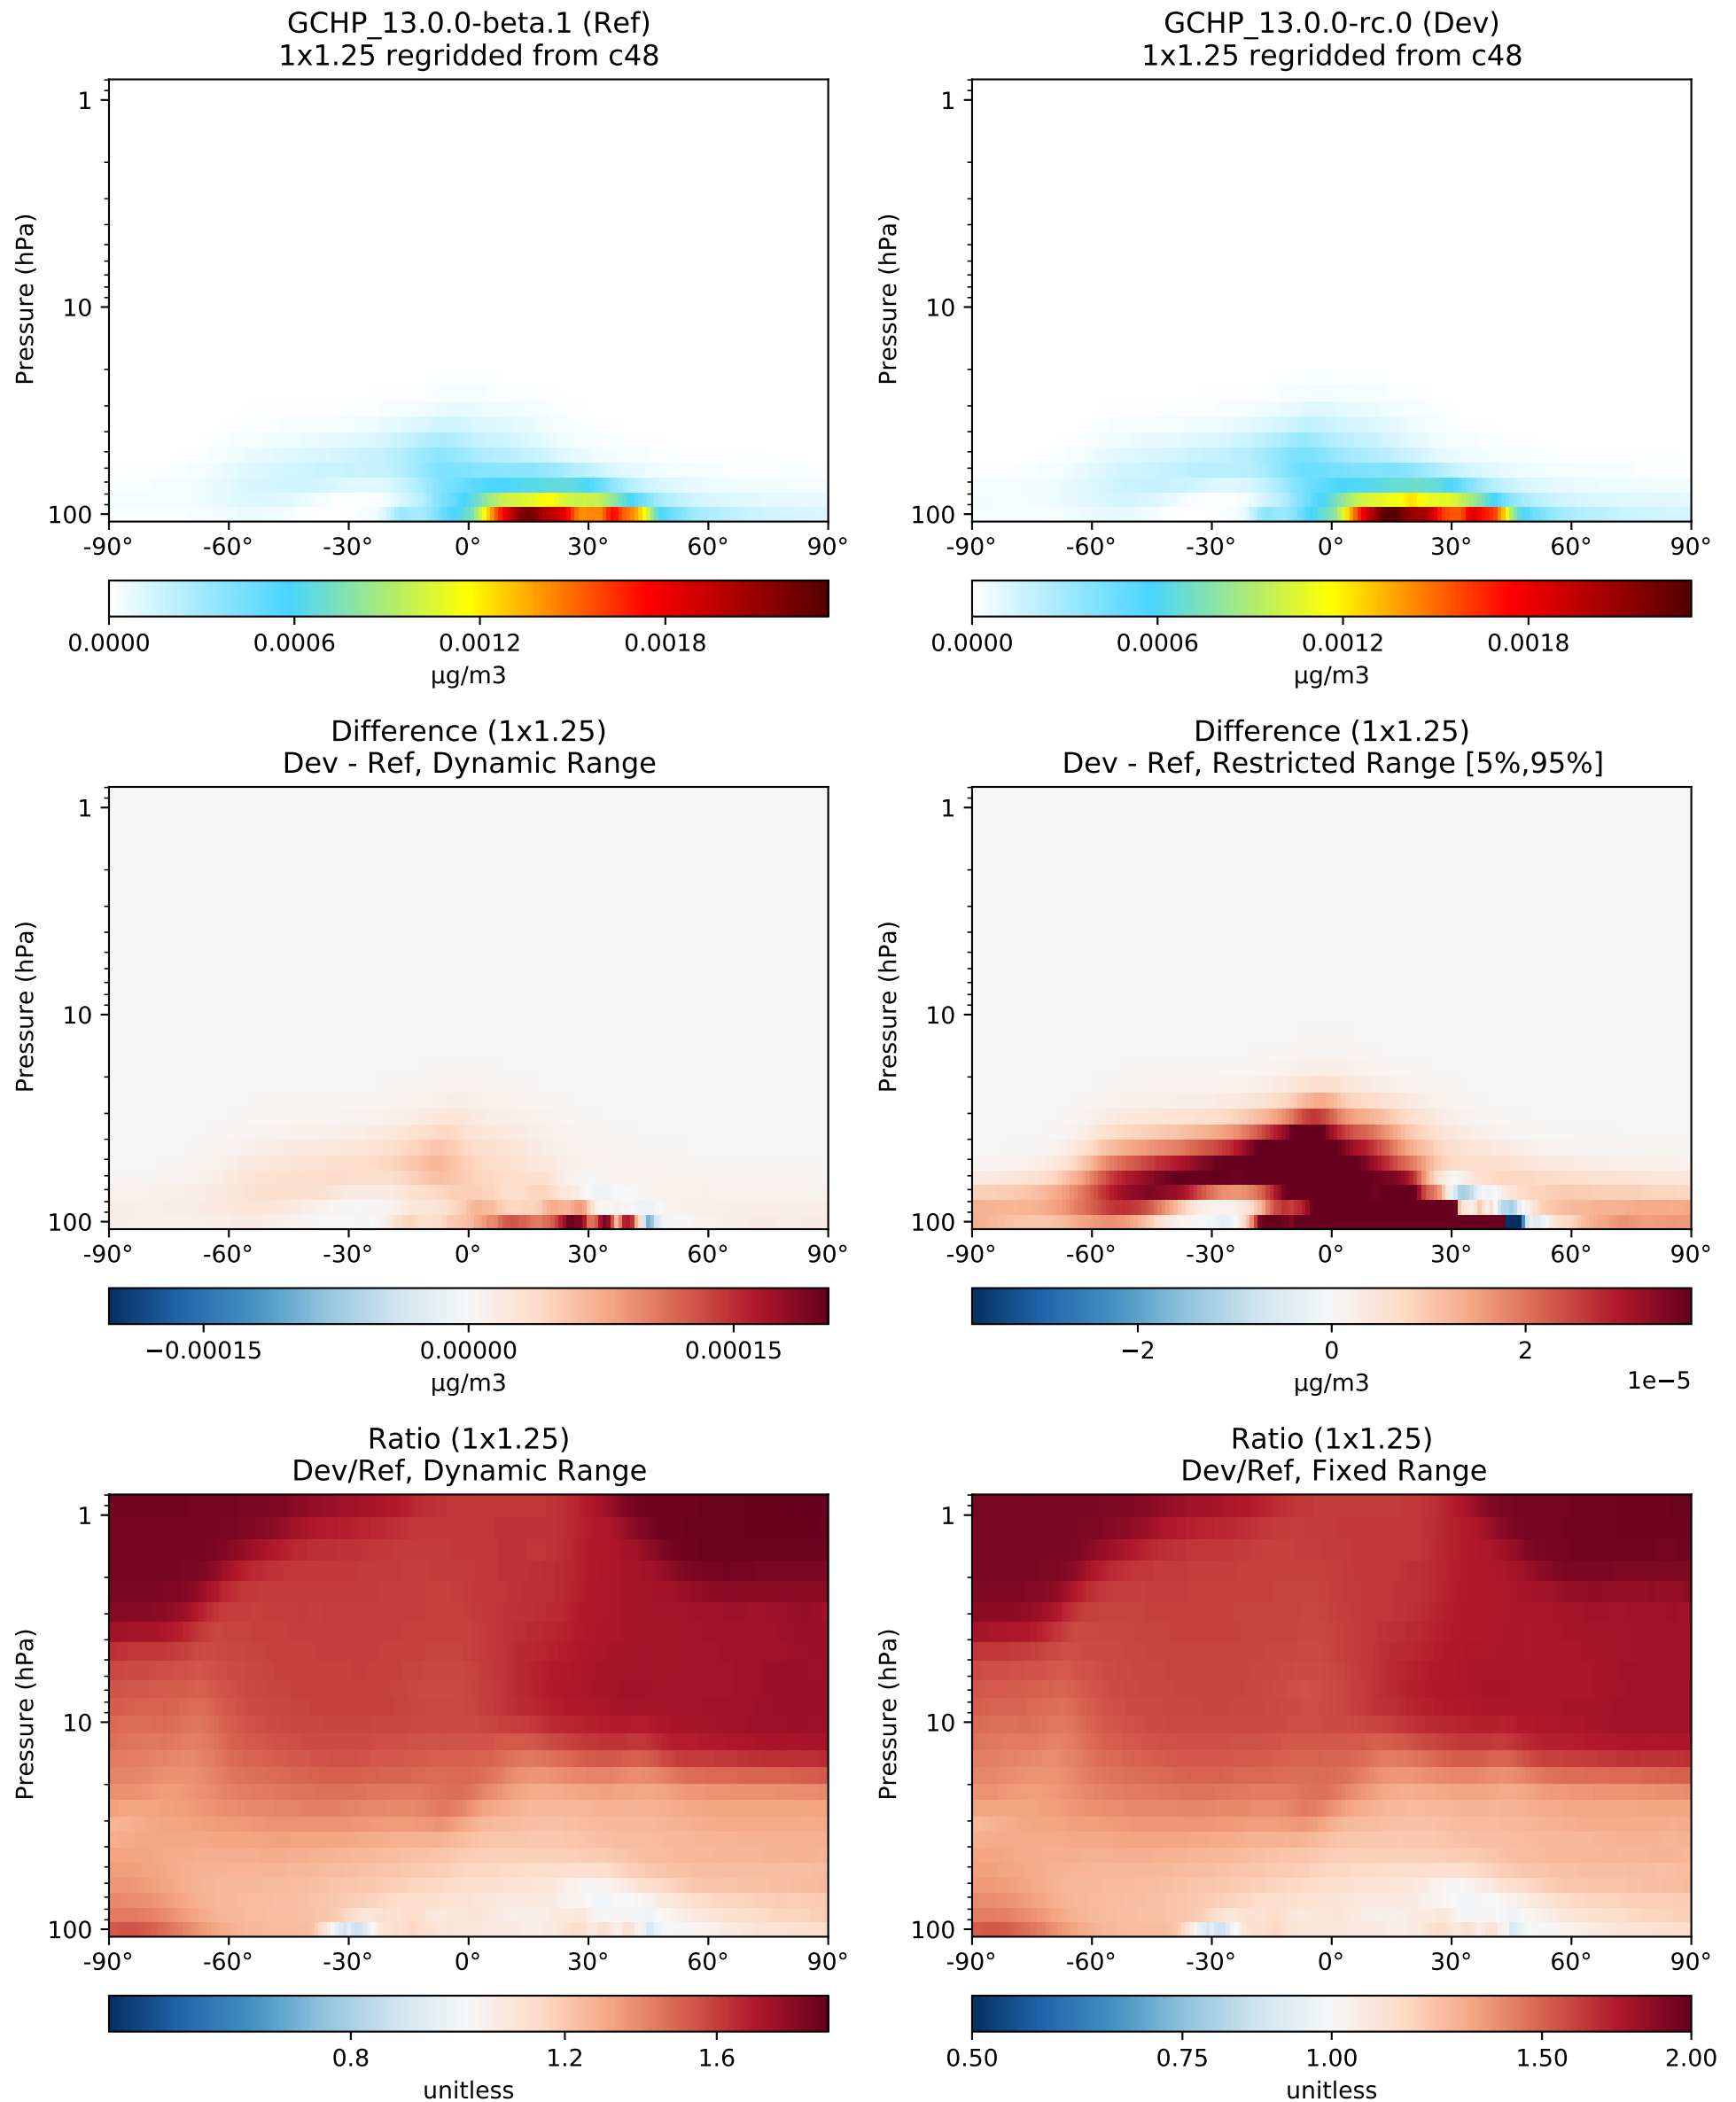 GCHP_13.0.0-beta.1 (Ref)
1x1.25 regridded from c48
Pressure (hPa)
1
10
100
-90° -60° -30° 0° 30° 60° 90°
0.0000 0.0006 0.0012 0.0018
µg/m3
GCHP_13.0.0-rc.0 (Dev)
1x1.25 regridded from c48
Pressure (hPa)
1
10
100
-90° -60° -30° 0° 30° 60° 90°
0.0000 0.0006 0.0012 0.0018
µg/m3
Difference (1x1.25)
Dev - Ref, Dynamic Range
Pressure (hPa)
1
10
100
-90° -60° -30° 0° 30° 60° 90°
−0.00015 0.00000 0.00015
µg/m3
Difference (1x1.25)
Dev - Ref, Restricted Range [5%,95%]
Pressure (hPa)
1
10
100
-90° -60° -30° 0° 30° 60° 90°
−2 0 2
µg/m3
1e−5
Ratio (1x1.25)
Dev/Ref, Dynamic Range
Pressure (hPa)
1
10
100
-90° -60° -30° 0° 30° 60° 90°
0.8 1.2 1.6
unitless
Ratio (1x1.25)
Dev/Ref, Fixed Range
Pressure (hPa)
1
10
100
-90° -60° -30° 0° 30° 60° 90°
0.50 0.75 1.00 1.50 2.00
unitless